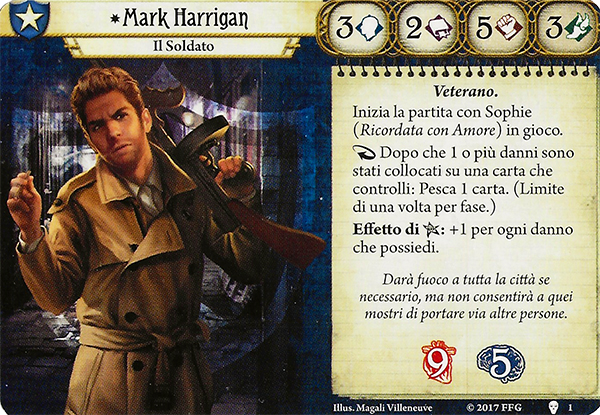 Mark Harrigan
Il Soldato
3 2 5 3
Veterano.
Inizia la partita con Sophie
(Ricordata con Amore) in gioco.
Dopo che 1 o più danni sono
stati collocati su una carta che
controlli: Pesca 1 carta. (Limite
di una volta per fase.)
Effetto di : +1 per ogni danno
che possiedi.
Darà fuoco a tutta la città se
necessario, ma non consentirà a quei
mostri di portare via altre persone.
9 5
Illus. Magali Villeneuve © 2017 FFG 1